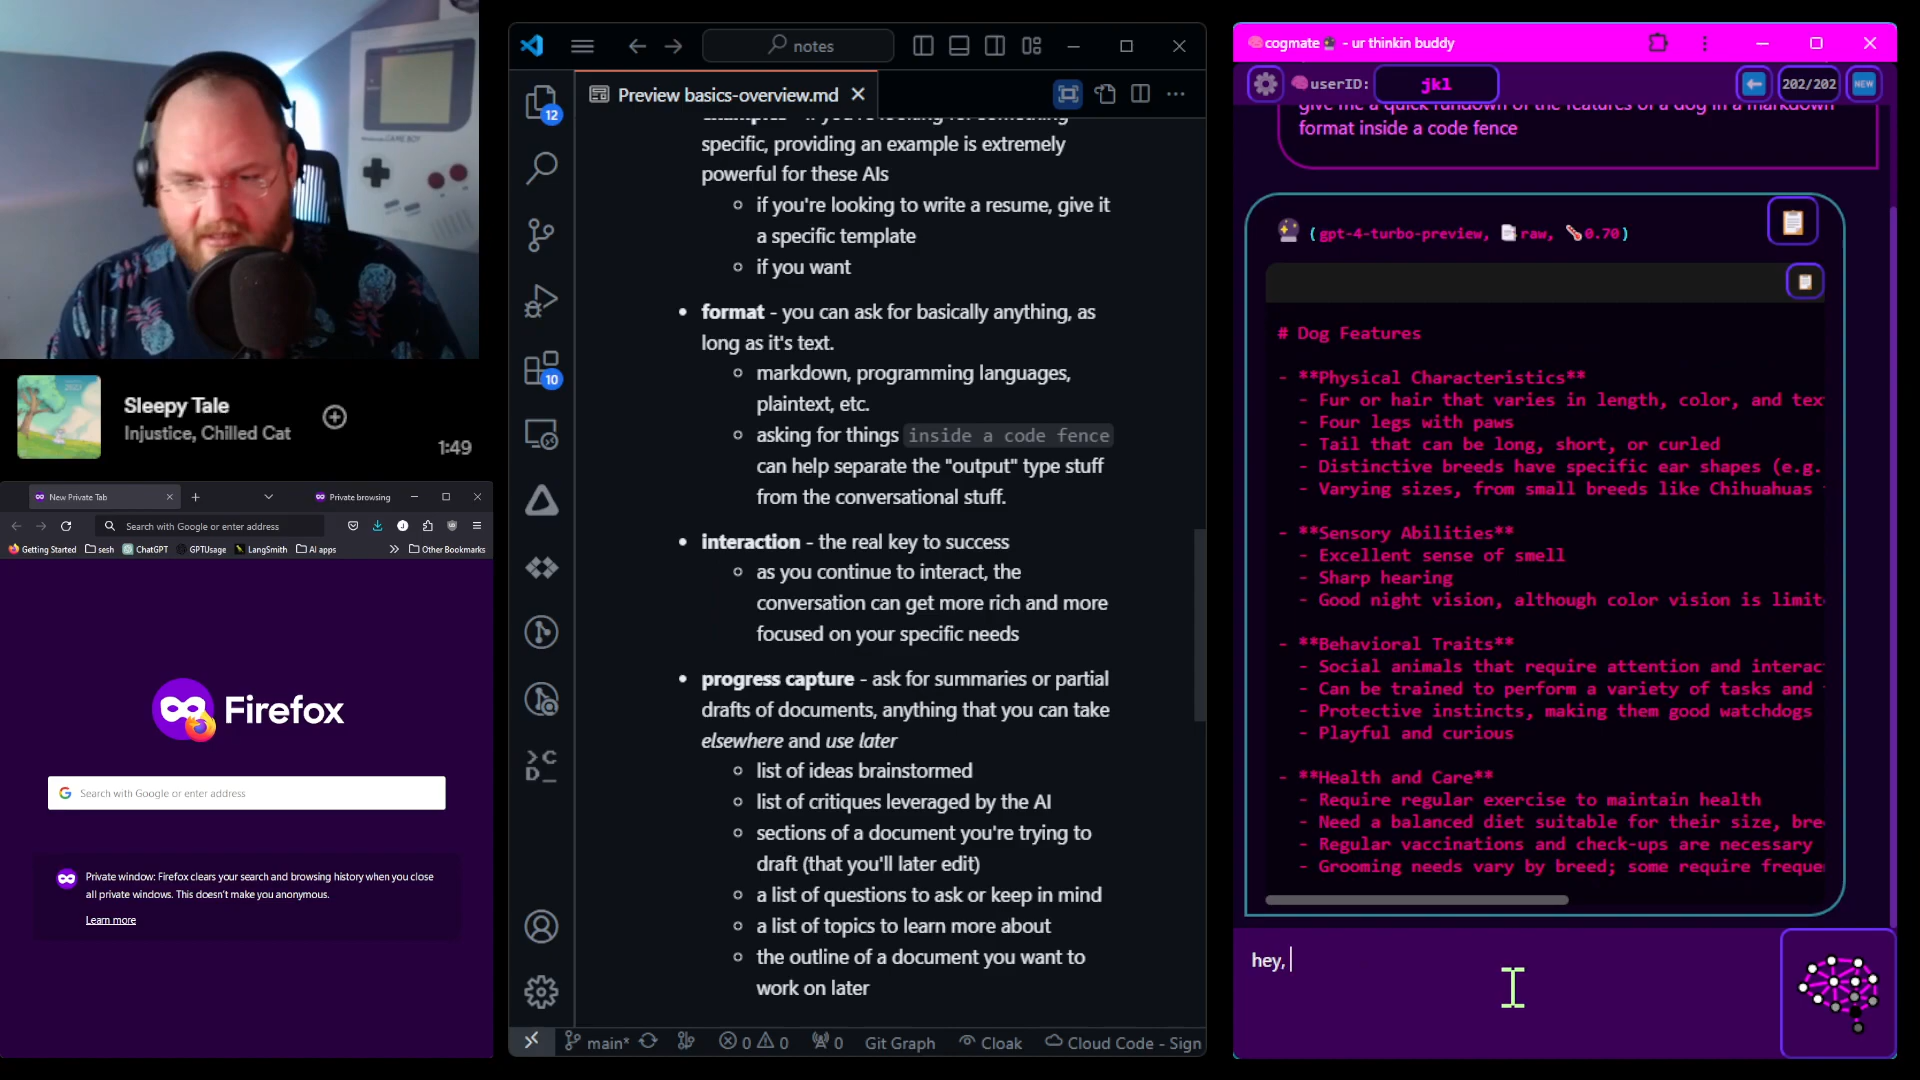 Sleepy Tale
Injustice, Chilled Cat
1:49
New Private Tab
Private browsing
Search with Google or enter address
Getting Started
sesh
ChatGPT
GPTUsage
LangSmith
AI apps
Other Bookmarks
Firefox
Search with Google or enter address
Private window: Firefox clears your search and browsing history when you close
all private windows. This doesn't make you anonymous.
Learn more
notes
Preview basics-overview.md
12
10
specific, providing an example is extremely
powerful for these AIs
if you're looking to write a resume, give it
a specific template
if you want
format - you can ask for basically anything, as
long as it's text.
markdown, programming languages,
plaintext, etc.
asking for things inside a code fence
can help separate the "output" type stuff
from the conversational stuff.
interaction - the real key to success
as you continue to interact, the
conversation can get more rich and more
focused on your specific needs
progress capture - ask for summaries or partial
drafts of documents, anything that you can take
elsewhere and use later
list of ideas brainstormed
list of critiques leveraged by the AI
sections of a document you're trying to
draft (that you'll later edit)
a list of questions to ask or keep in mind
a list of topics to learn more about
the outline of a document you want to
work on later
main* 0 0 0 Git Graph Cloak Cloud Code - Sign
cogmate - ur thinkin buddy
userID: jkl
202/202
NEW
give me a quick rundown of the features of a dog in a markdown
format inside a code fence
(gpt-4-turbo-preview, raw, 0.70)
# Dog Features
- **Physical Characteristics**
- Fur or hair that varies in length, color, and tex
- Four legs with paws
- Tail that can be long, short, or curled
- Distinctive breeds have specific ear shapes (e.g.
- Varying sizes, from small breeds like Chihuahuas
- **Sensory Abilities**
- Excellent sense of smell
- Sharp hearing
- Good night vision, although color vision is limit
- **Behavioral Traits**
- Social animals that require attention and interac
- Can be trained to perform a variety of tasks and
- Protective instincts, making them good watchdogs
- Playful and curious
- **Health and Care**
- Require regular exercise to maintain health
- Need a balanced diet suitable for their size, bre
- Regular vaccinations and check-ups are necessary
- Grooming needs vary by breed; some require freque
hey,